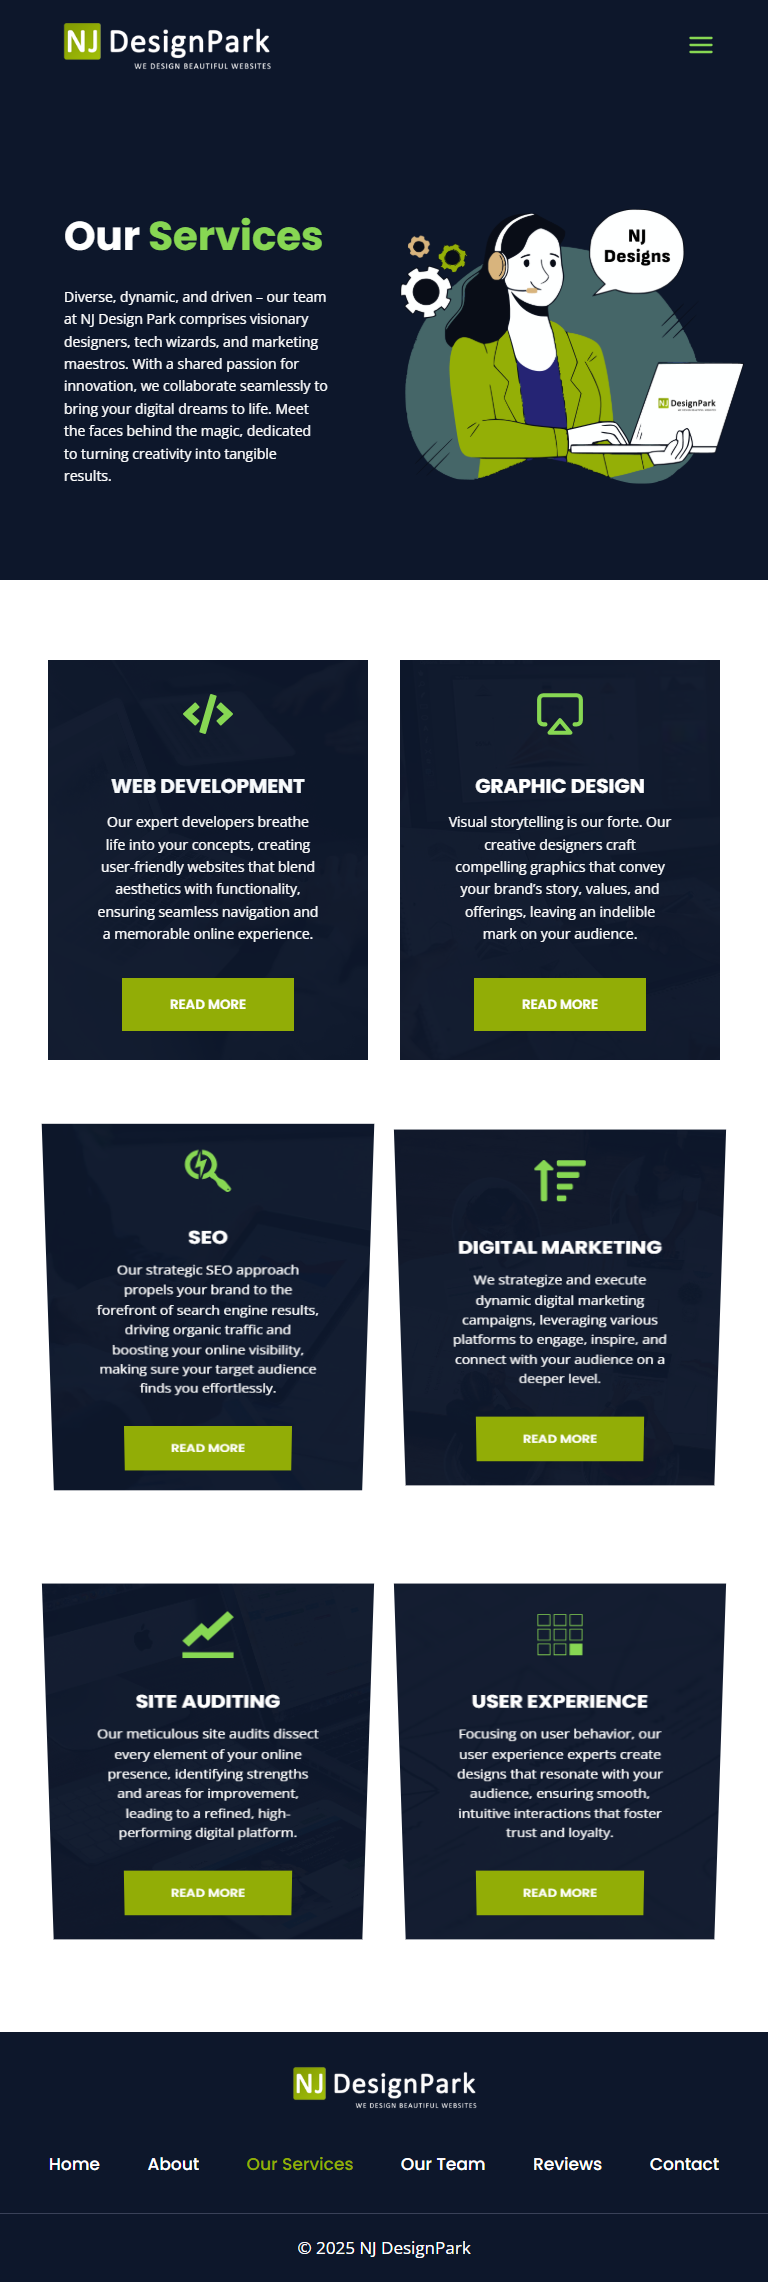 NJ DesignPark
WE DESIGN BEAUTIFUL WEBSITES
Our Services
Diverse, dynamic, and driven – our team
at NJ Design Park comprises visionary
designers, tech wizards, and marketing
maestros. With a shared passion for
innovation, we collaborate seamlessly to
bring your digital dreams to life. Meet
the faces behind the magic, dedicated
to turning creativity into tangible
results.
NJ
Designs
NJ DesignPark
WEB DEVELOPMENT
Our expert developers breathe
life into your concepts, creating
user-friendly websites that blend
aesthetics with functionality,
ensuring seamless navigation and
a memorable online experience.
READ MORE
GRAPHIC DESIGN
Visual storytelling is our forte. Our
creative designers craft
compelling graphics that convey
your brand’s story, values, and
offerings, leaving an indelible
mark on your audience.
READ MORE
SEO
Our strategic SEO approach
propels your brand to the
forefront of search engine results,
driving organic traffic and
boosting your online visibility,
making sure your target audience
finds you effortlessly.
READ MORE
DIGITAL MARKETING
We strategize and execute
dynamic digital marketing
campaigns, leveraging various
platforms to engage, inspire, and
connect with your audience on a
deeper level.
READ MORE
SITE AUDITING
Our meticulous site audits dissect
every element of your online
presence, identifying strengths
and areas for improvement,
leading to a refined, high-
performing digital platform.
READ MORE
USER EXPERIENCE
Focusing on user behavior, our
user experience experts create
designs that resonate with your
audience, ensuring smooth,
intuitive interactions that foster
trust and loyalty.
READ MORE
NJ DesignPark
WE DESIGN BEAUTIFUL WEBSITES
Home About Our Services Our Team Reviews Contact
© 2025 NJ DesignPark